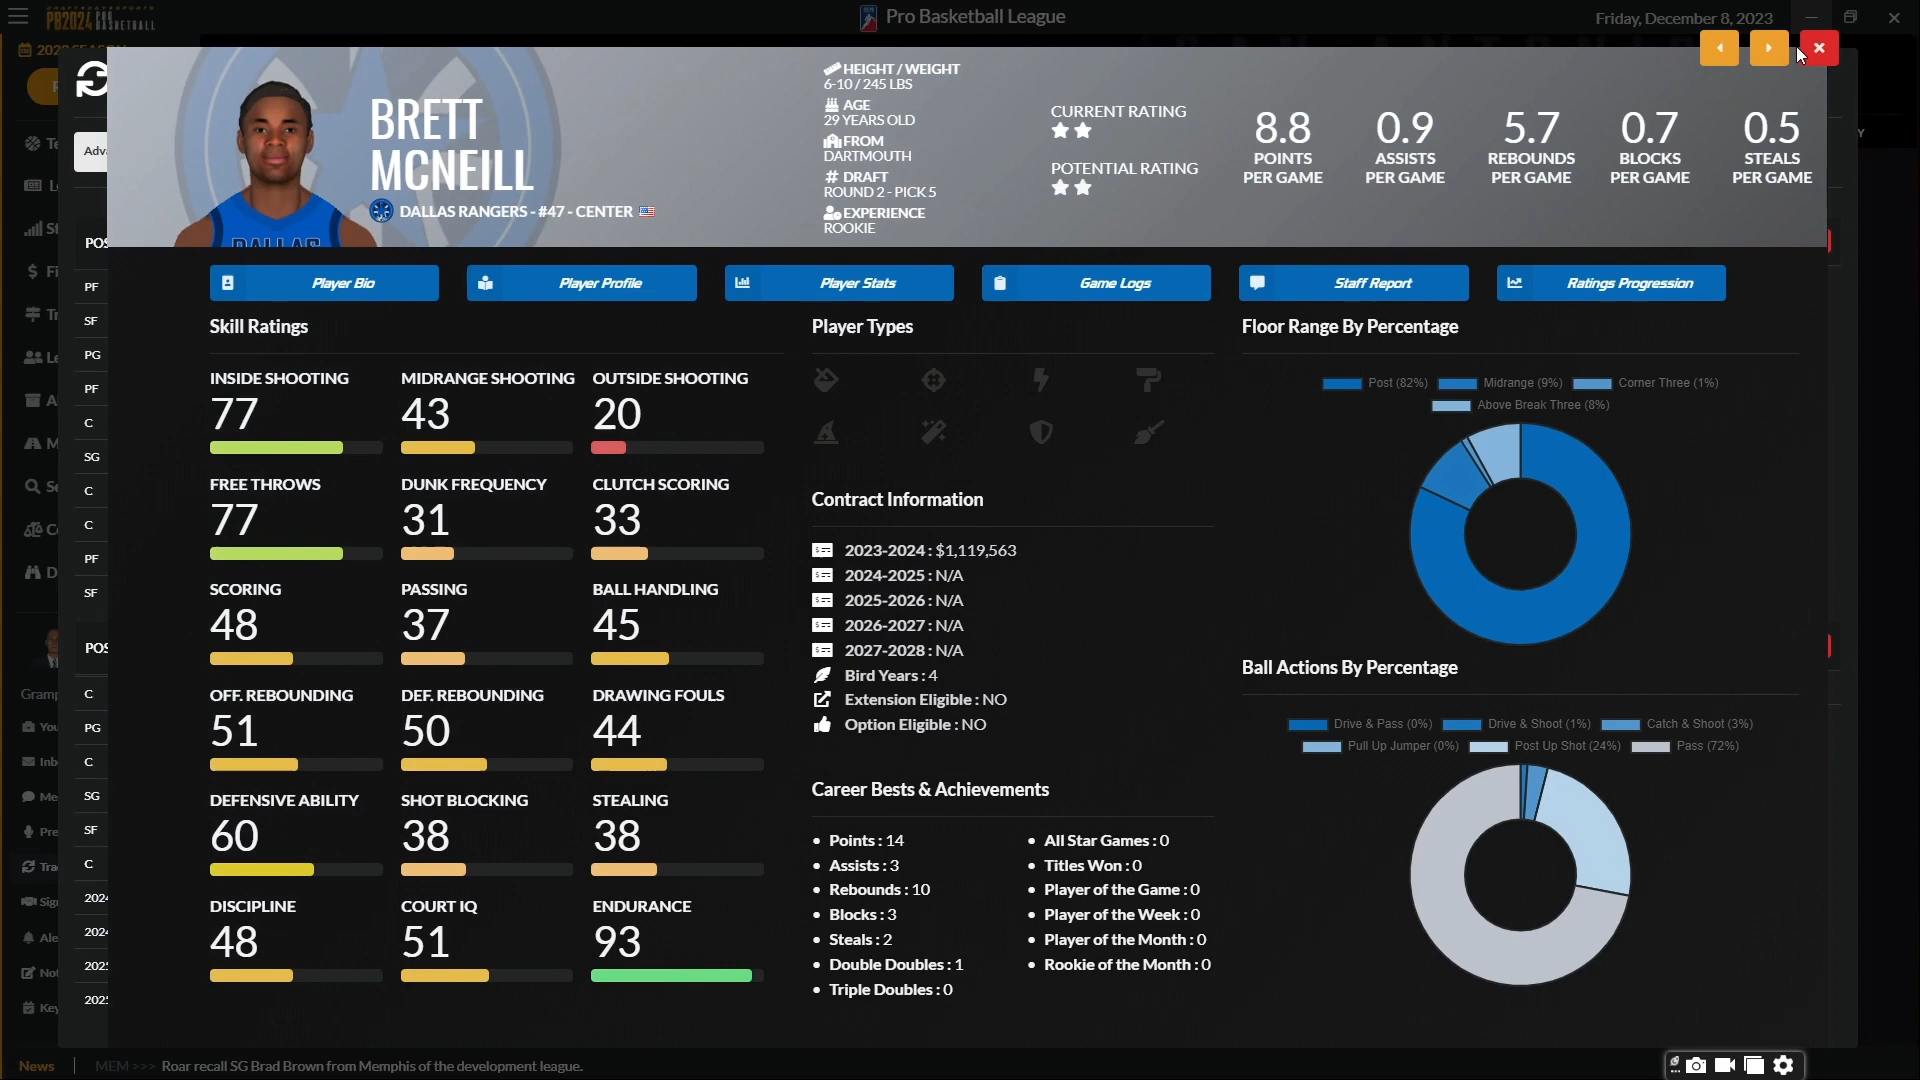 PB2024 PRO BASKETBALL
Pro Basketball League
Friday, December 8, 2023
BRETT
MCNEILL
DALLAS RANGERS - #47 - CENTER
DALLAS
HEIGHT / WEIGHT
6-10 / 245 LBS
AGE
29 YEARS OLD
FROM
DARTMOUTH
DRAFT
ROUND 2 - PICK 5
EXPERIENCE
ROOKIE
CURRENT RATING
POTENTIAL RATING
8.8
POINTS
PER GAME
0.9
ASSISTS
PER GAME
5.7
REBOUNDS
PER GAME
0.7
BLOCKS
PER GAME
0.5
STEALS
PER GAME
Player Bio
Player Profile
Player Stats
Game Logs
Staff Report
Ratings Progression
POS
PF
SF
PG
PF
C
SG
C
C
PF
SF
POS
C
PG
C
SG
SF
C
Skill Ratings
INSIDE SHOOTING
77
MIDRANGE SHOOTING
43
OUTSIDE SHOOTING
20
FREE THROWS
77
DUNK FREQUENCY
31
CLUTCH SCORING
33
SCORING
48
PASSING
37
BALL HANDLING
45
OFF. REBOUNDING
51
DEF. REBOUNDING
50
DRAWING FOULS
44
DEFENSIVE ABILITY
60
SHOT BLOCKING
38
STEALING
38
DISCIPLINE
48
COURT IQ
51
ENDURANCE
93
Player Types
Contract Information
2023-2024 : $1,119,563
2024-2025 : N/A
2025-2026 : N/A
2026-2027 : N/A
2027-2028 : N/A
Bird Years : 4
Extension Eligible : NO
Option Eligible : NO
Career Bests & Achievements
• Points : 14
• Assists : 3
• Rebounds : 10
• Blocks : 3
• Steals : 2
• Double Doubles : 1
• Triple Doubles : 0
• All Star Games : 0
• Titles Won : 0
• Player of the Game : 0
• Player of the Week : 0
• Player of the Month : 0
• Rookie of the Month : 0
Floor Range By Percentage
Post (82%) Midrange (9%) Corner Three (1%)
Above Break Three (8%)
Ball Actions By Percentage
Drive & Pass (0%) Drive & Shoot (1%) Catch & Shoot (3%)
Pull Up Jumper (0%) Post Up Shot (24%) Pass (72%)
News
MEM >>> Roar recall SG Brad Brown from Memphis of the development league.